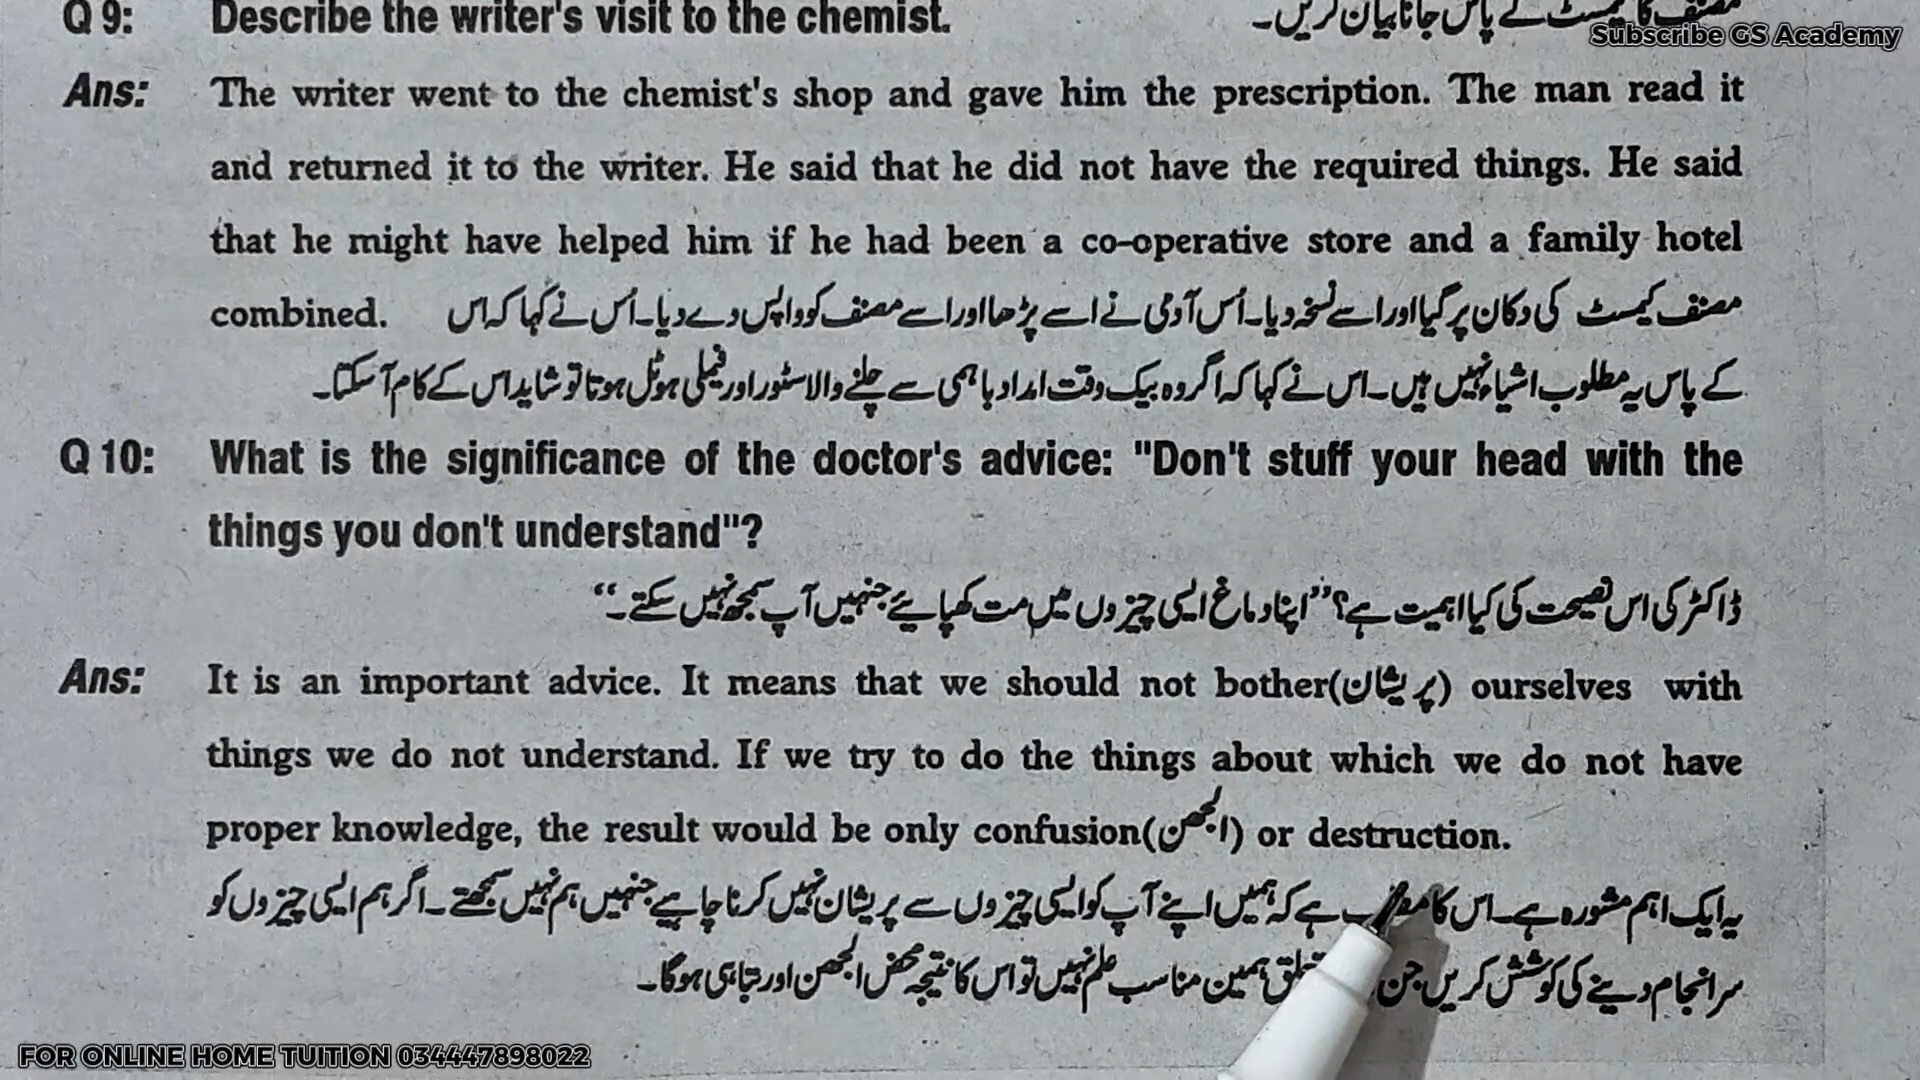 Q 9: Describe the writer's visit to the chemist. مصنف کا کیمسٹ کے پاس جانا بیان کریں۔
Subscribe GS Academy
Ans: The writer went to the chemist's shop and gave him the prescription. The man read it
and returned it to the writer. He said that he did not have the required things. He said
that he might have helped him if he had been a co-operative store and a family hotel
combined. مصنف کیمسٹ کی دکان پر گیا اور اسے نسخہ دیا۔ اُس آدمی نے اسے پڑھا اور اسے مصنف کو واپس دے دیا۔ اُس نے کہا کہ اس
کے پاس یہ مطلوب اشیاء نہیں ہیں۔ اس نے کہا کہ اگر وہ بیک وقت امداد باہمی سے چلنے والا سٹور اور فیملی ہوٹل ہوتا تو شاید اس کے کام آ سکتا۔
Q 10: What is the significance of the doctor's advice: "Don't stuff your head with the
things you don't understand"?
ڈاکٹر کی اس نصیحت کی کیا اہمیت ہے؟ ”اپنا دماغ ایسی چیزوں میں مت کھپائیے جنہیں آپ سمجھ نہیں سکتے۔“
Ans: It is an important advice. It means that we should not bother(پریشان) ourselves with
things we do not understand. If we try to do the things about which we do not have
proper knowledge, the result would be only confusion(الجھن) or destruction.
یہ ایک اہم مشورہ ہے۔ اس کا ہے کہ ہمیں اپنے آپ کو ایسی چیزوں سے پریشان نہیں کرنا چاہیے جنہیں ہم نہیں سمجھتے۔ اگر ہم ایسی چیزوں کو
سرانجام دینے کی کوشش کریں جن ہمیں مناسب علم نہیں تو اس کا نتیجہ محض الجھن اور تباہی ہوگا۔
FOR ONLINE HOME TUITION 034447898022